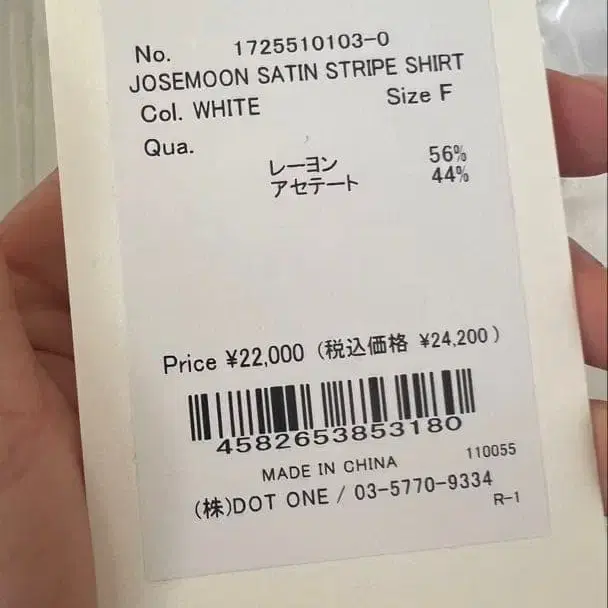 No. 1725510103-0
JOSEMOON SATIN STRIPE SHIRT
Col. WHITE Size F
Qua.
レーヨン 56%
アセテート 44%
Price ¥22,000 (税込価格 ¥24,200)
4582653853180
110055
MADE IN CHINA
(株)DOT ONE / 03-5770-9334
R-1